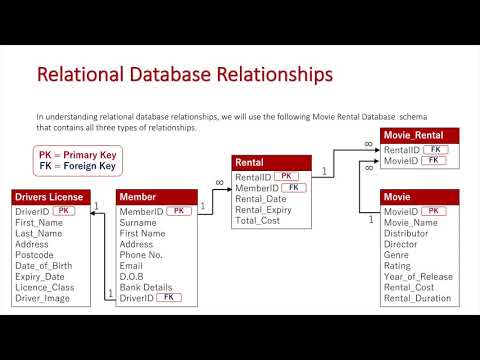 Relational Database Relationships
In understanding relational database relationships, we will use the following Movie Rental Database schema
that contains all three types of relationships.
PK = Primary Key
FK = Foreign Key
Drivers License
DriverID PK
First_Name
Last_Name
Address
Postcode
Date_of_Birth
Expiry_Date
Licence_Class
Driver_Image
1
1
Member
MemberID PK
Surname
First Name
Address
Phone No.
Email
D.O.B
Bank Details
DriverID FK
1
∞
Rental
RentalID PK
MemberID FK
Rental_Date
Rental_Expiry
Total_Cost
1
∞
Movie_Rental
RentalID FK
MovieID FK
∞
1
Movie
MovieID PK
Movie_Name
Distributor
Director
Genre
Rating
Year_of_Release
Rental_Cost
Rental_Duration